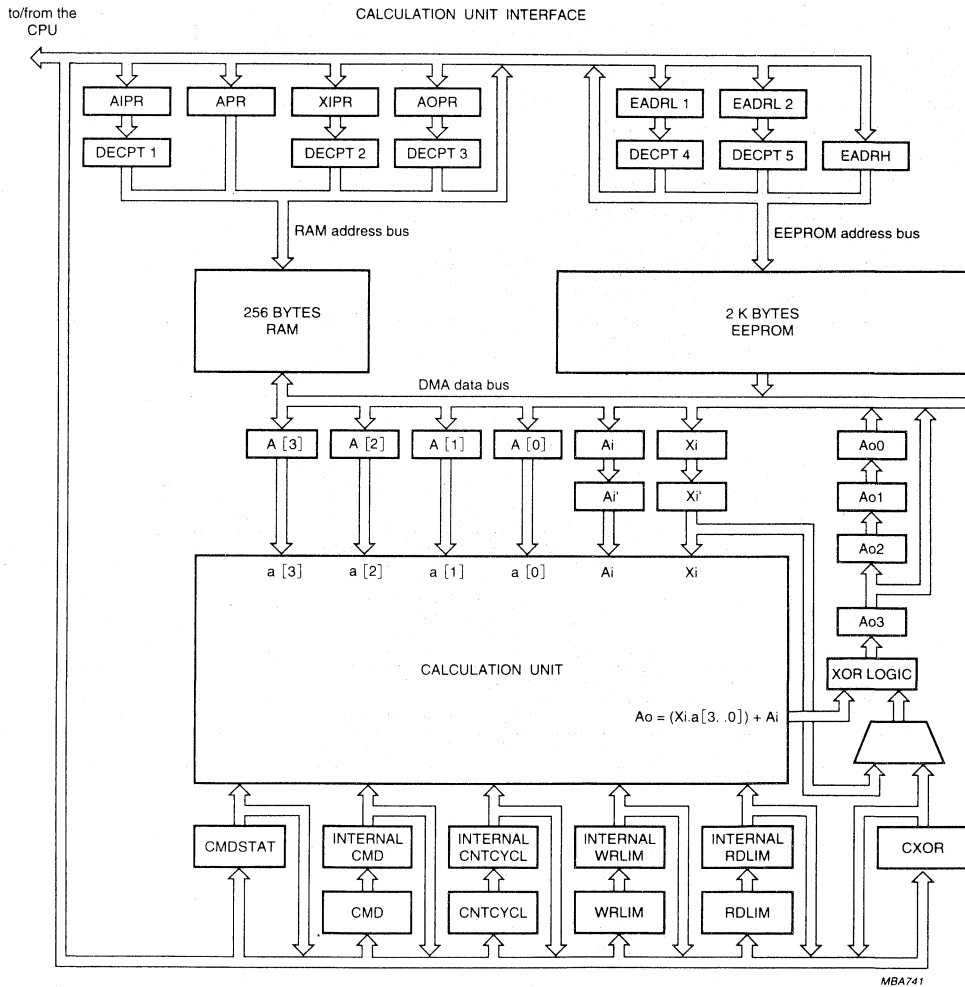 to/from the
CPU
CALCULATION UNIT INTERFACE
AIPR
APR
XIPR
AOPR
EADRL 1
EADRL 2
DECPT 1
DECPT 2
DECPT 3
DECPT 4
DECPT 5
EADRH
RAM address bus
EEPROM address bus
256 BYTES
RAM
2 K BYTES
EEPROM
DMA data bus
A [3]
A [2]
A [1]
A [0]
Ai
Xi
Ao0
Ai'
Xi'
Ao1
Ao2
a [3]
a [2]
a [1]
a [0]
Ai
Xi
Ao3
CALCULATION UNIT
XOR LOGIC
Ao = (Xi.a[3. .0]) + Ai
CMDSTAT
INTERNAL
CMD
INTERNAL
CNTCYCL
INTERNAL
WRLIM
INTERNAL
RDLIM
CXOR
CMD
CNTCYCL
WRLIM
RDLIM
MBA741